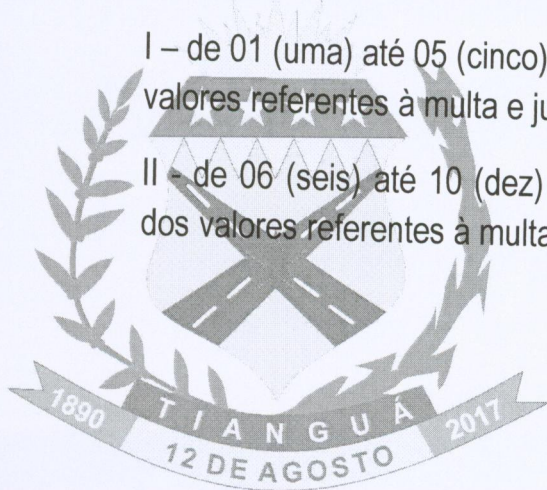 I – de 01 (uma) até 05 (cinco)
valores referentes à multa e
II - de 06 (seis) até 10 (dez)
dos valores referentes à multa
1890 TIANGUÁ 2017
12 DE AGOSTO